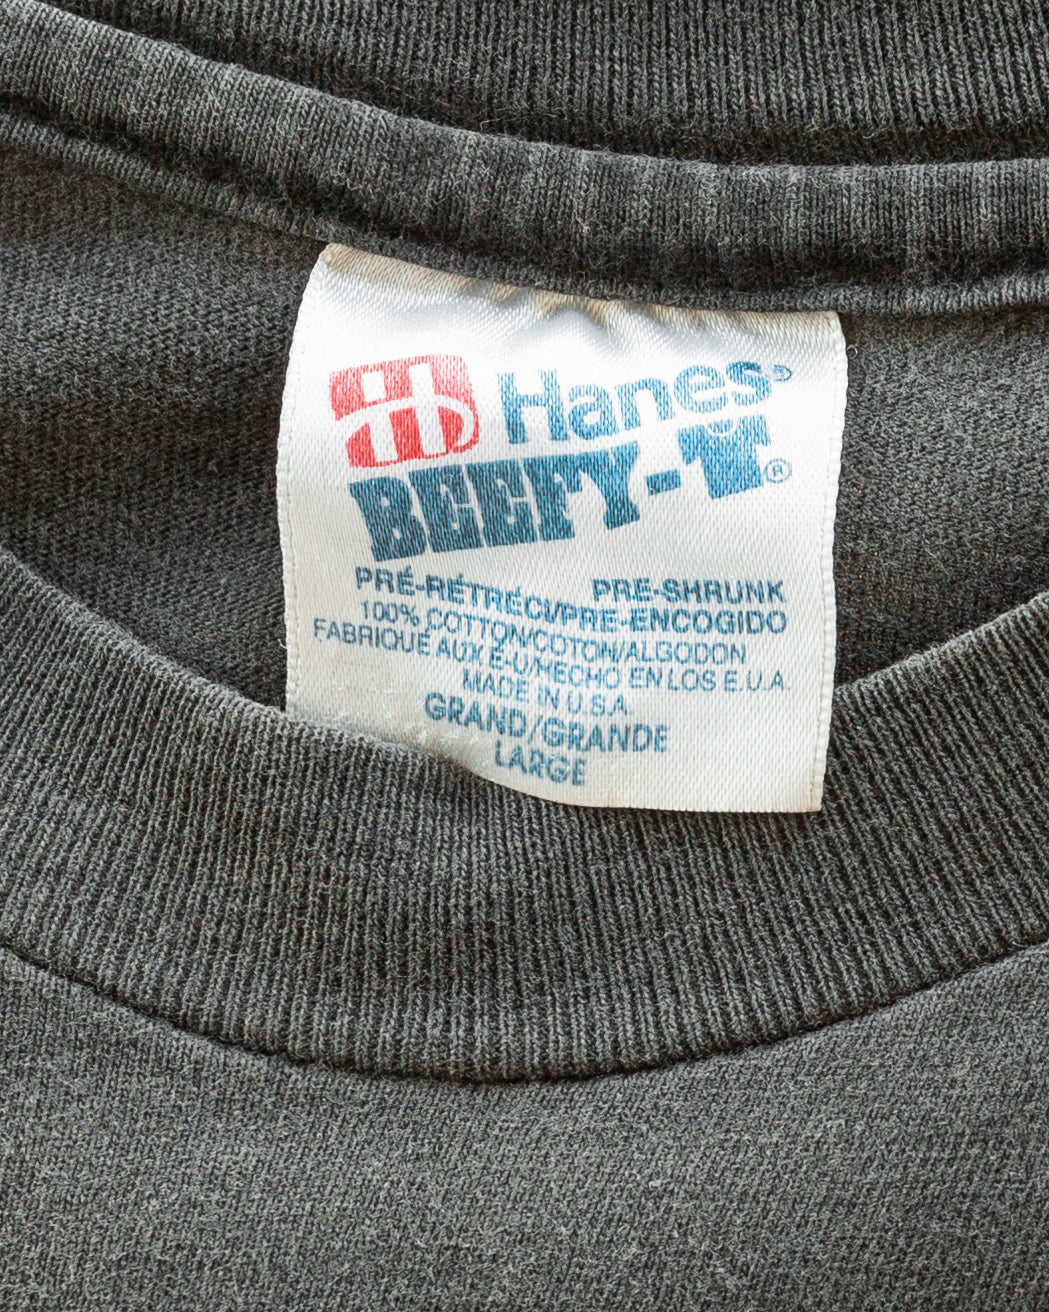 Hanes®
BEEFY-T®
PRE-SHRUNK
PRÉ-RÉTRÉCI/PRE-ENCOGIDO
100% COTTON/COTON/ALGODON
FABRIQUÉ AUX É-U/HECHO EN LOS E.U.A.
MADE IN U.S.A.
GRAND/GRANDE
LARGE